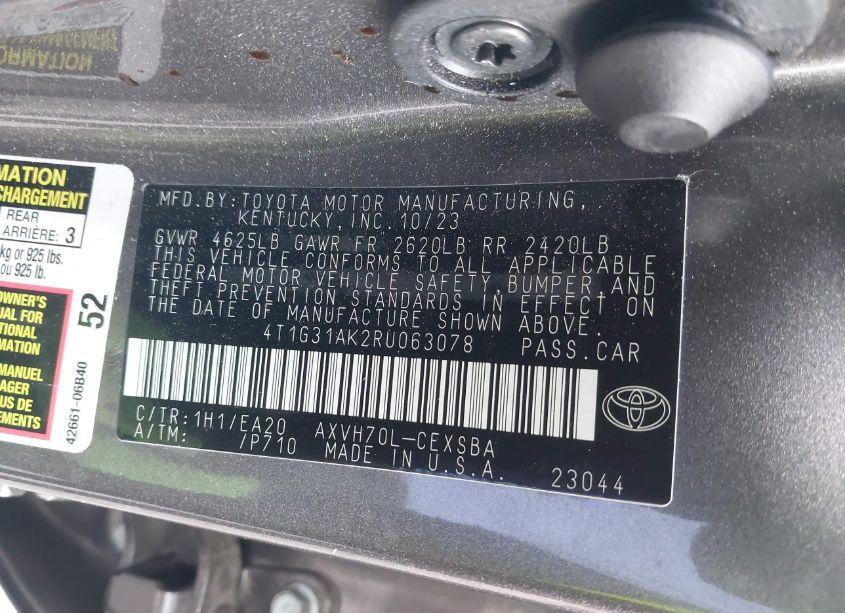 MATION
CHARGEMENT
REAR
ARRIÈRE: 3
kg or 925 lbs.
ou 925 lb.
OWNER'S
UAL FOR
TIONAL
RMATION
MANUEL
AGER
US DE
EMENTS
52
42661-06B40
MFD.BY:TOYOTA MOTOR MANUFACTURING,
KENTUCKY,INC.10/23
GVWR 4625LB GAWR FR 2620LB RR 2420LB
THIS VEHICLE CONFORMS TO ALL APPLICABLE
FEDERAL MOTOR VEHICLE SAFETY, BUMPER, AND
THEFT PREVENTION STANDARDS IN EFFECT ON
THE DATE OF MANUFACTURE SHOWN ABOVE.
4T1G31AK2RU063078 PASS.CAR
C/TR:1H1/EA20 AXVH70L-CEXSBA
A/TM: /P710 MADE IN U.S.A.
23044